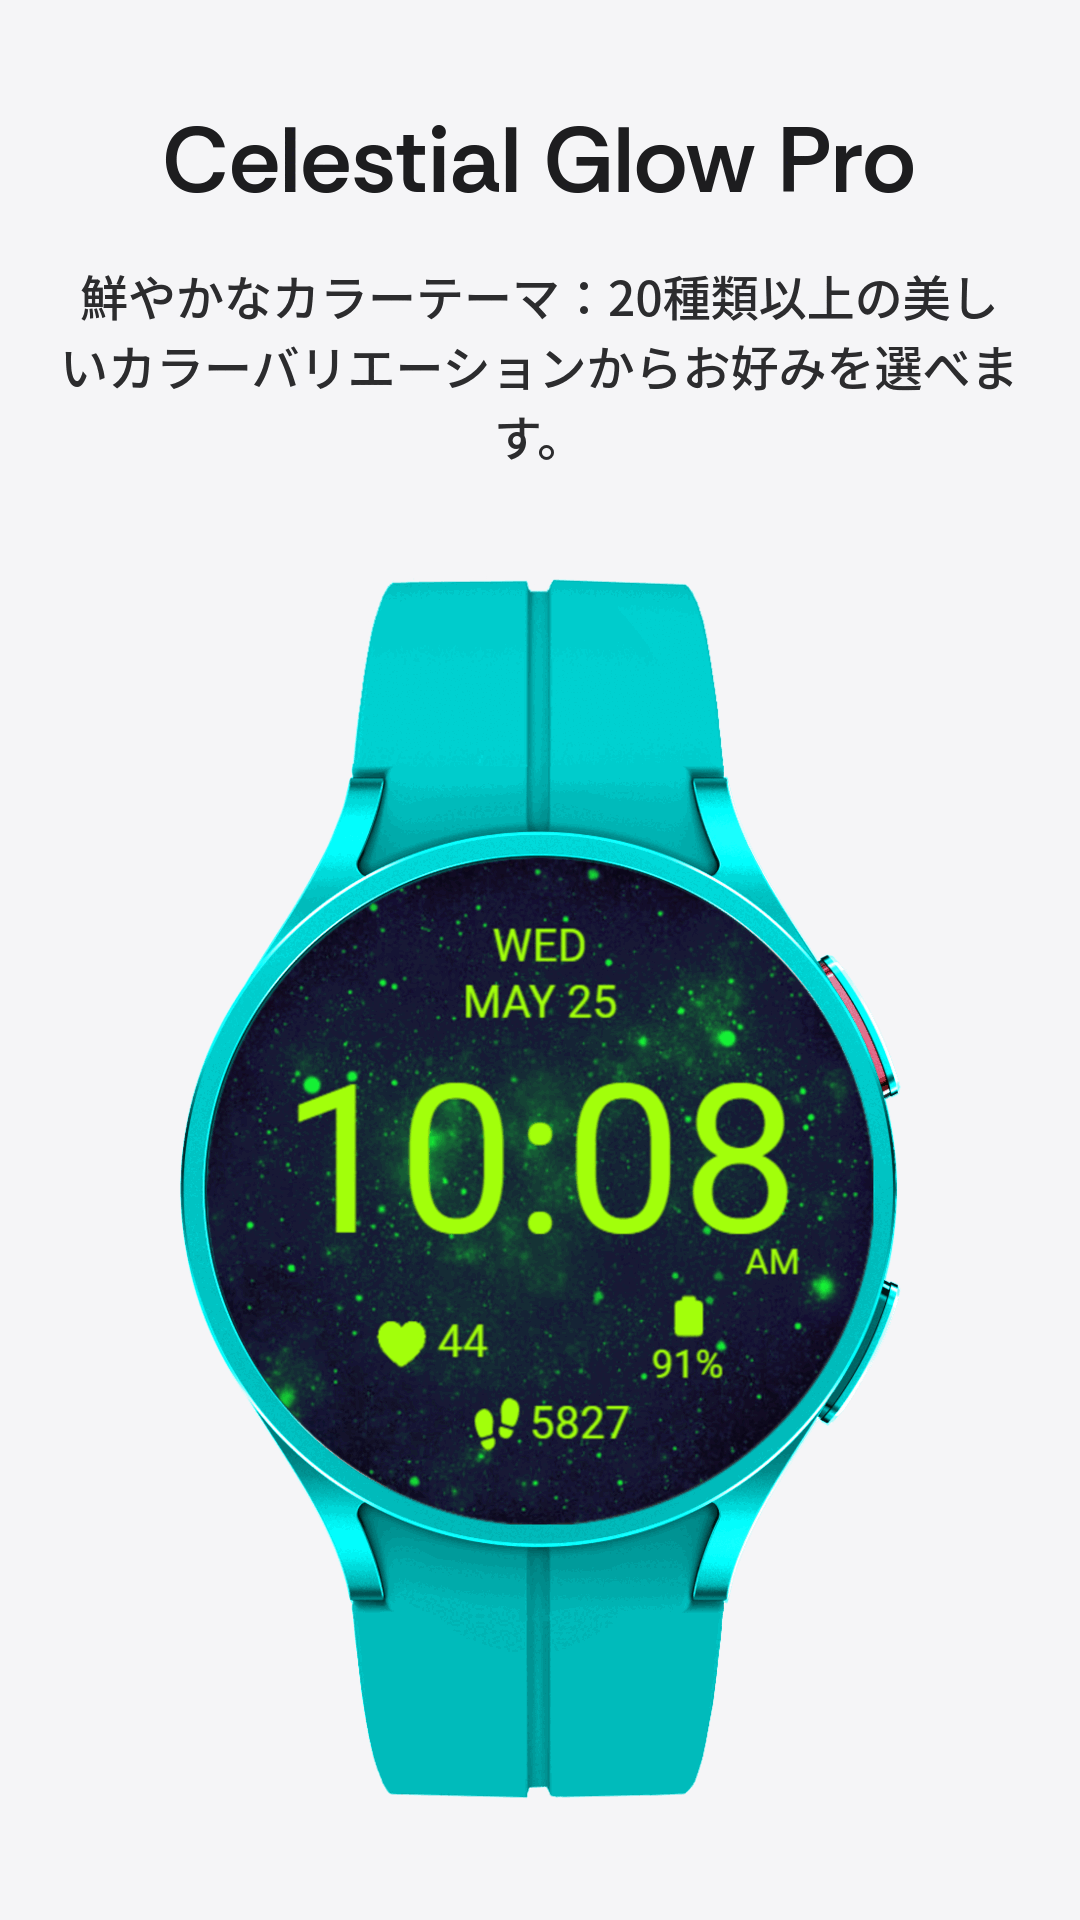 Celestial Glow Pro
鮮やかなカラーテーマ：20種類以上の美し
いカラーバリエーションからお好みを選べま
す。
WED
MAY 25
10:08
AM
44
91%
5827